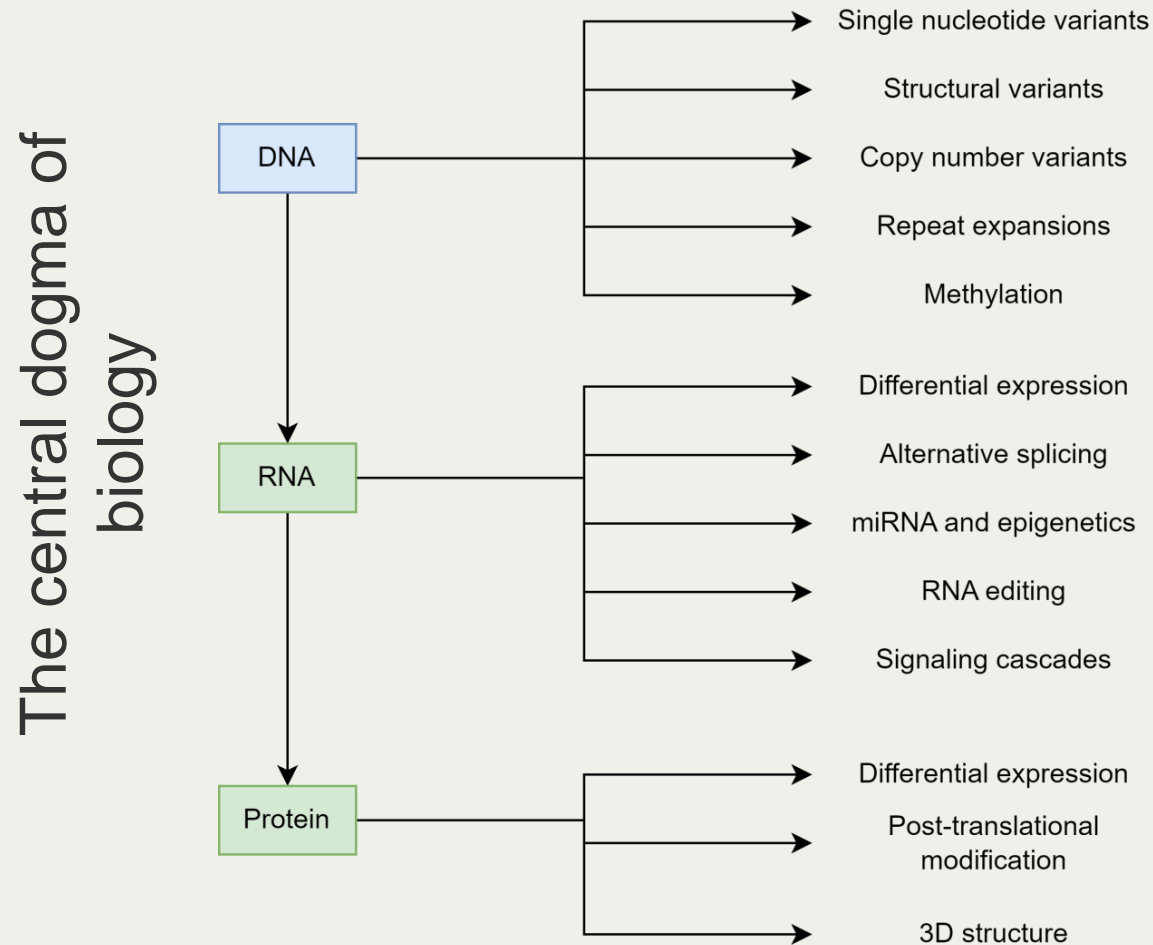 The central dogma of
biology
DNA
Single nucleotide variants
Structural variants
Copy number variants
Repeat expansions
Methylation
RNA
Differential expression
Alternative splicing
miRNA and epigenetics
RNA editing
Signaling cascades
Protein
Differential expression
Post-translational
modification
3D structure